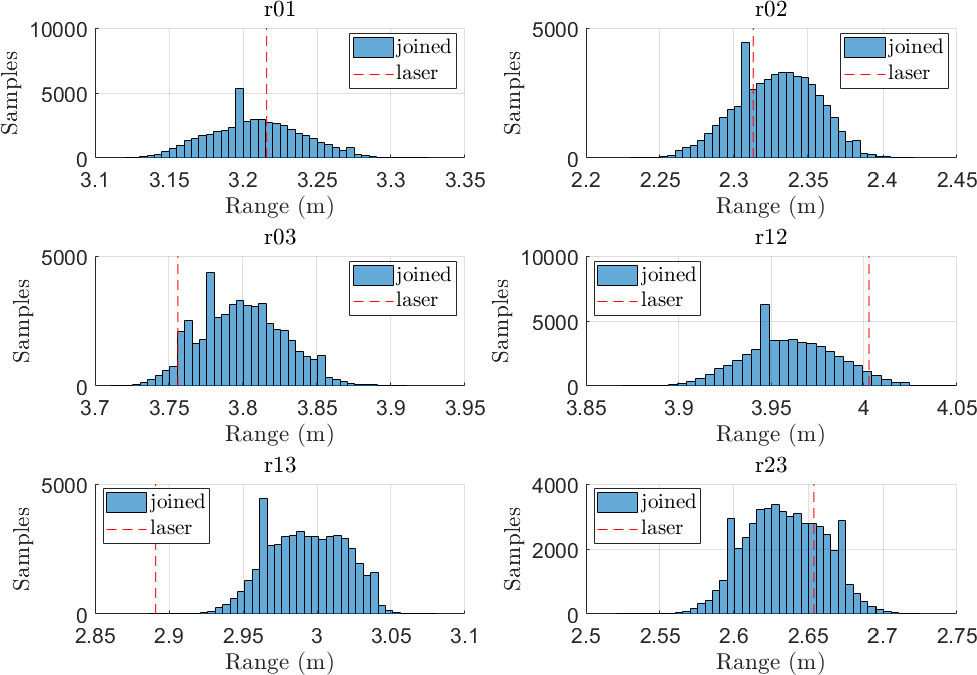 r01
10000
5000
0
Samples
joined
laser
3.1 3.15 3.2 3.25 3.3 3.35
Range (m)
r02
5000
0
Samples
joined
laser
2.2 2.25 2.3 2.35 2.4 2.45
Range (m)
r03
5000
0
Samples
joined
laser
3.7 3.75 3.8 3.85 3.9 3.95
Range (m)
r12
10000
5000
0
Samples
joined
laser
3.85 3.9 3.95 4 4.05
Range (m)
r13
5000
0
Samples
joined
laser
2.85 2.9 2.95 3 3.05 3.1
Range (m)
r23
4000
2000
0
Samples
joined
laser
2.5 2.55 2.6 2.65 2.7 2.75
Range (m)